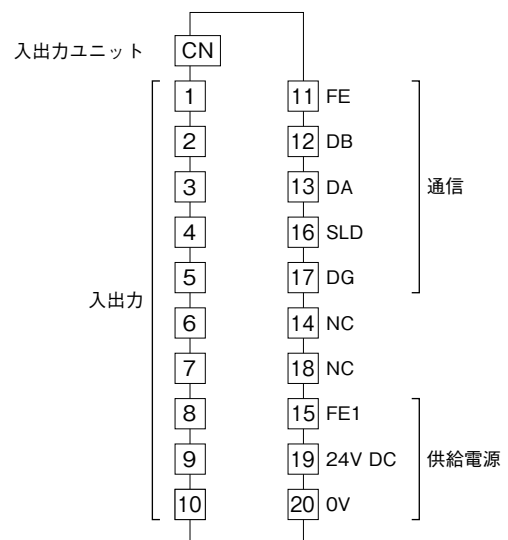 入出力ユニット CN
1 11 FE
2 12 DB
3 13 DA 通信
4 16 SLD
5 17 DG
入出力
6 14 NC
7 18 NC
8 15 FE1
9 19 24V DC 供給電源
10 20 0V